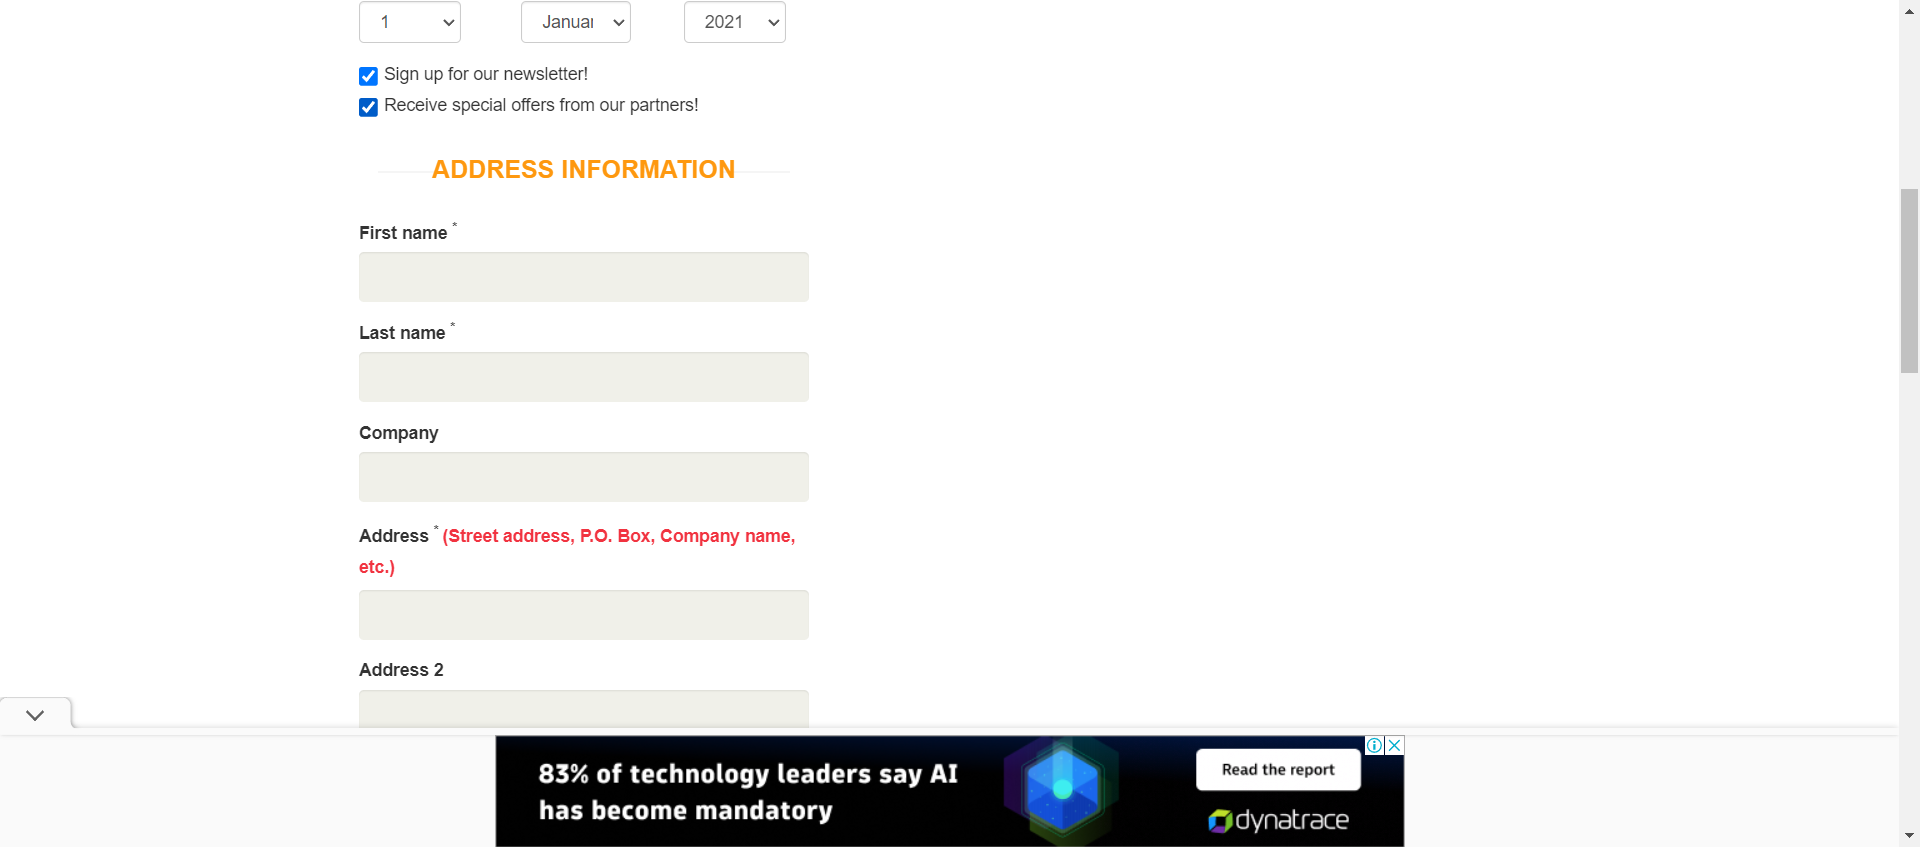 1 Januar 2021
Sign up for our newsletter!
Receive special offers from our partners!
ADDRESS INFORMATION
First name *
Last name *
Company
Address * (Street address, P.O. Box, Company name,
etc.)
Address 2
83% of technology leaders say AI
has become mandatory
Read the report
dynatrace